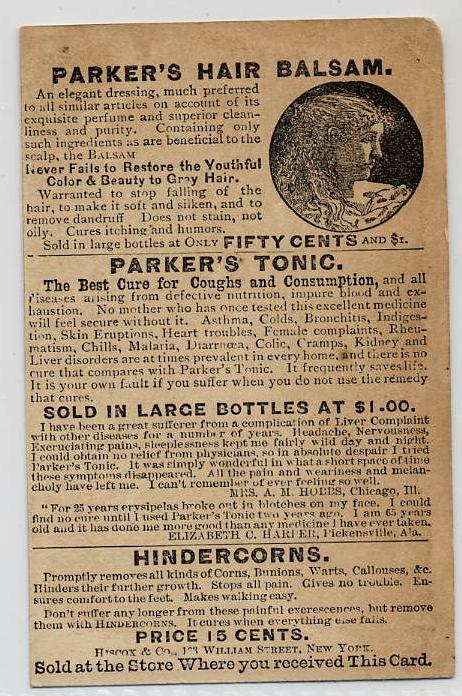 PARKER'S HAIR BALSAM.
An elegant dressing, much preferred
to all similar articles on account of its
exquisite perfume and superior clean-
liness and purity. Containing only
such ingredients as are beneficial to the
scalp, the BALSAM
Never Fails to Restore the Youthful
Color & Beauty to Gray Hair.
Warranted to stop falling of the
hair, to make it soft and silken, and to
remove dandruff Does not stain, not
oily. Cures itching and humors.
Sold in large bottles at ONLY FIFTY CENTS AND $1.
PARKER'S TONIC.
The Best Cure for Coughs and Consumption, and all
diseases arising from defective nutrition, impure blood and ex-
haustion. No mother who has once tested this excellent medicine
will feel secure without it. Asthma, Colds, Bronchitis, Indiges-
tion, Skin Eruptions, Heart troubles, Female complaints, Rheu-
matism, Chills, Malaria, Diarrhœa, Colic, Cramps, Kidney and
Liver disorders are at times prevalent in every home, and there is no
cure that compares with Parker's Tonic. It frequently saves life.
It is your own fault if you suffer when you do not use the remedy
that cures.
SOLD IN LARGE BOTTLES AT $1.00.
I have been a great sufferer from a complication of Liver Complaint
with other diseases for a number of years. Headache, Nervousness,
Excruciating pains, sleeplessness kept me fairly wild day and night.
I could obtain no relief from physicians, so in absolute despair I tried
Parker's Tonic. It was simply wonderful in what a short space of time
these symptoms disappeared. All the pain and weariness and melan-
choly have left me. I can't remember of ever feeling so well.
MRS. A. M. HOBBS, Chicago, Ill.
"For 25 years erysipelas broke out in blotches on my face. I could
find no cure until I used Parker's Tonic two years ago. I am 65 years
old and it has done me more good than any medicine I have ever taken.
ELIZABETH C. HARPER, Pickensville, Ala.
HINDERCORNS.
Promptly removes all kinds of Corns, Bunions, Warts, Callouses, &c.
Hinders their further growth. Stops all pain. Gives no trouble. En-
sures comfort to the feet. Makes walking easy.
Don't suffer any longer from these painful excrescences, but remove
them with HINDERCORNS. It cures when everything else fails.
PRICE 15 CENTS.
HISCOX & CO., 163 WILLIAM STREET, NEW YORK.
Sold at the Store Where you received This Card.